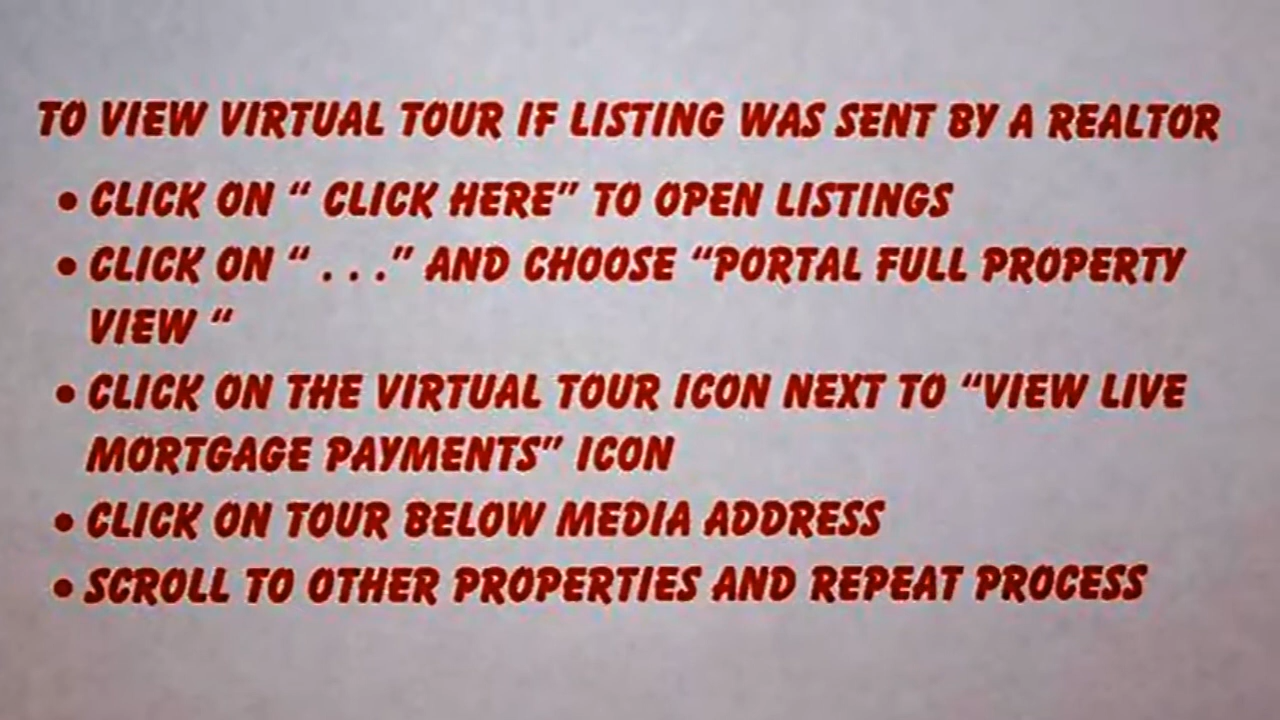 TO VIEW VIRTUAL TOUR IF LISTING WAS SENT BY A REALTOR
• CLICK ON “ CLICK HERE” TO OPEN LISTINGS
• CLICK ON “ . . .” AND CHOOSE “PORTAL FULL PROPERTY
VIEW “
• CLICK ON THE VIRTUAL TOUR ICON NEXT TO “VIEW LIVE
MORTGAGE PAYMENTS” ICON
• CLICK ON TOUR BELOW MEDIA ADDRESS
• SCROLL TO OTHER PROPERTIES AND REPEAT PROCESS